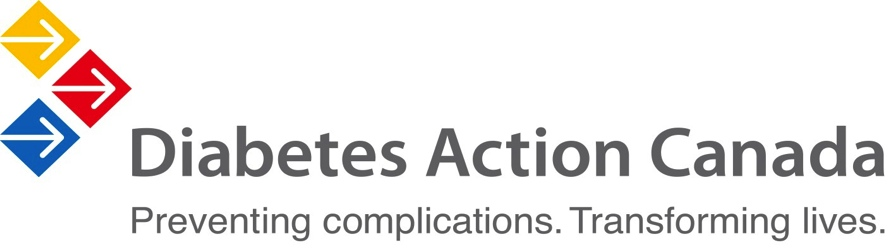 Diabetes Action Canada
Preventing complications. Transforming lives.